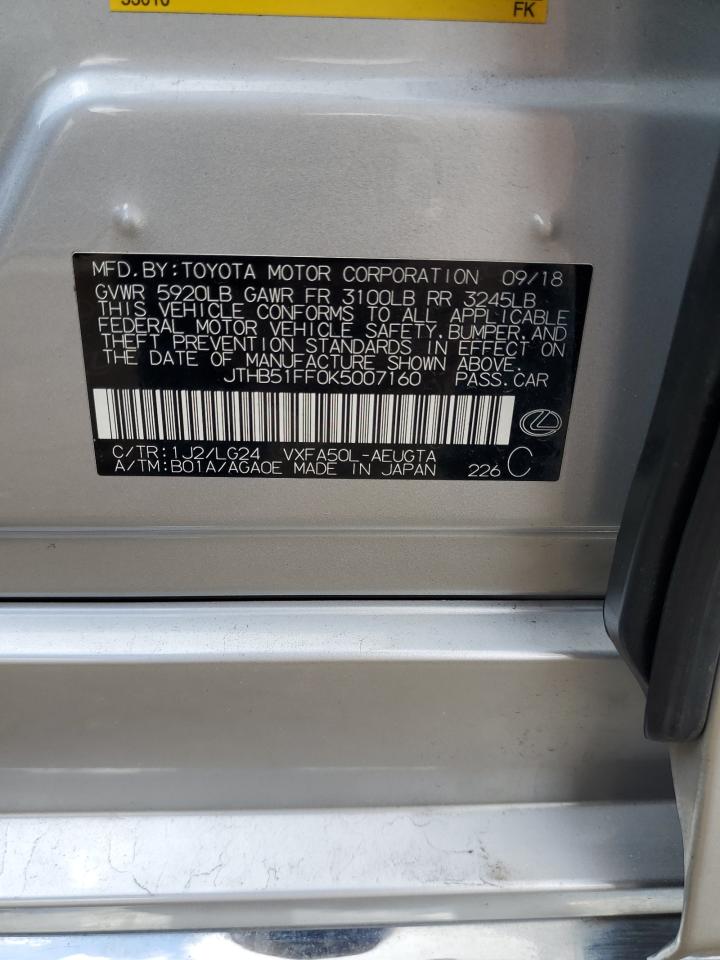 FK
MFD.BY:TOYOTA MOTOR CORPORATION 09/18
GVWR 5920LB GAWR FR 3100LB RR 3245LB
THIS VEHICLE CONFORMS TO ALL APPLICABLE
FEDERAL MOTOR VEHICLE SAFETY,BUMPER,AND
THEFT PREVENTION STANDARDS IN EFFECT ON
THE DATE OF MANUFACTURE SHOWN ABOVE.
JTHB51FF0K5007160 PASS.CAR
C/TR:1J2/LG24 VXFA50L-AEUGTA
A/TM:B01A/AGA0E MADE IN JAPAN 226 C